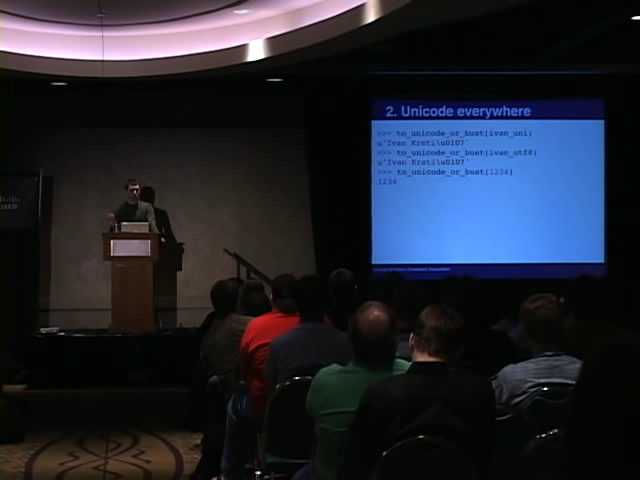 2. Unicode everywhere
>>> to_unicode_or_bust(ivan_uni)
u'Ivan Krsti\u0107'
>>> to_unicode_or_bust(ivan_utf8)
u'Ivan Krsti\u0107'
>>> to_unicode_or_bust(1234)
1234